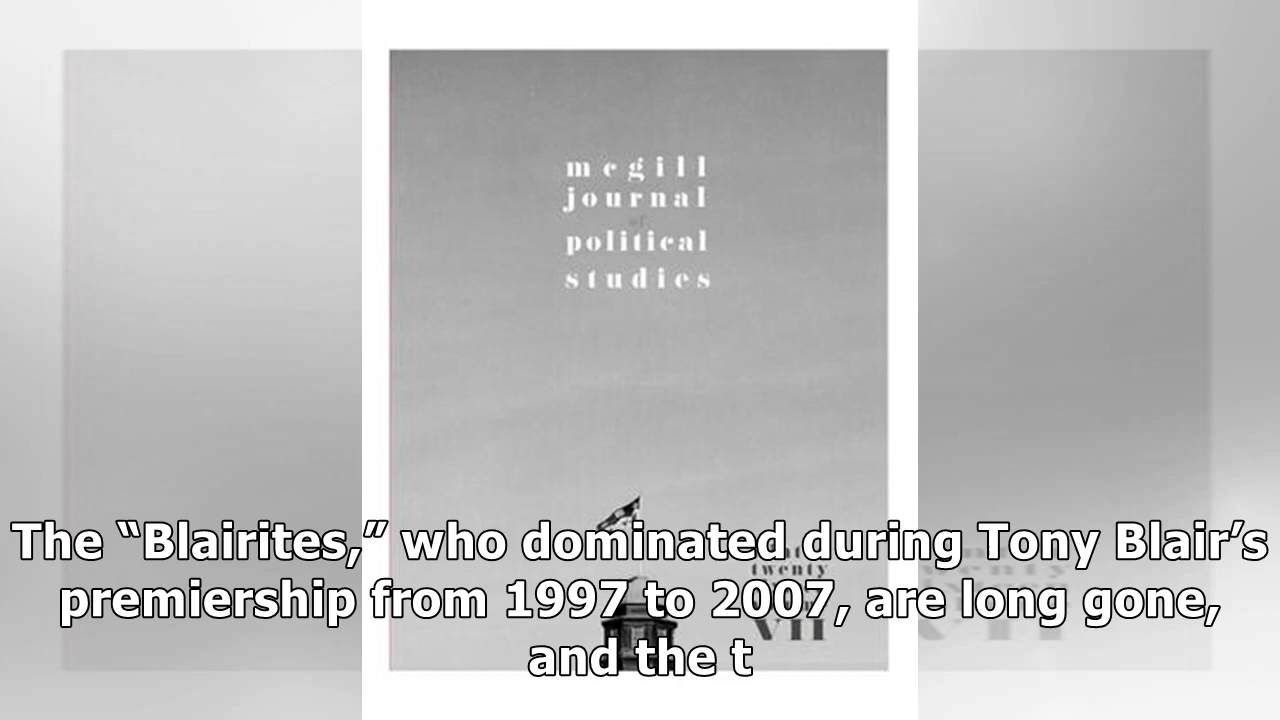 mcgill
journal
of
political
studies
twenty
VII
The “Blairites,” who dominated during Tony Blair’s
premiership from 1997 to 2007, are long gone,
and the t